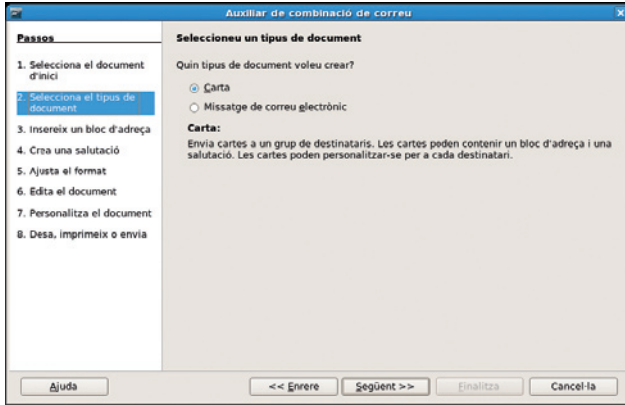 Auxiliar de combinació de correu
Passos
1. Selecciona el document
d'inici
2. Selecciona el tipus de
document
3. Insereix un bloc d'adreça
4. Crea una salutació
5. Ajusta el format
6. Edita el document
7. Personalitza el document
8. Desa, imprimeix o envia
Seleccioneu un tipus de document
Quin tipus de document voleu crear?
Carta
Missatge de correu electrònic
Carta:
Envia cartes a un grup de destinataris. Les cartes poden contenir un bloc d'adreça i una
salutació. Les cartes poden personalitzar-se per a cada destinatari.
Ajuda
<< Enrere
Següent >>
Finalitza
Cancel·la